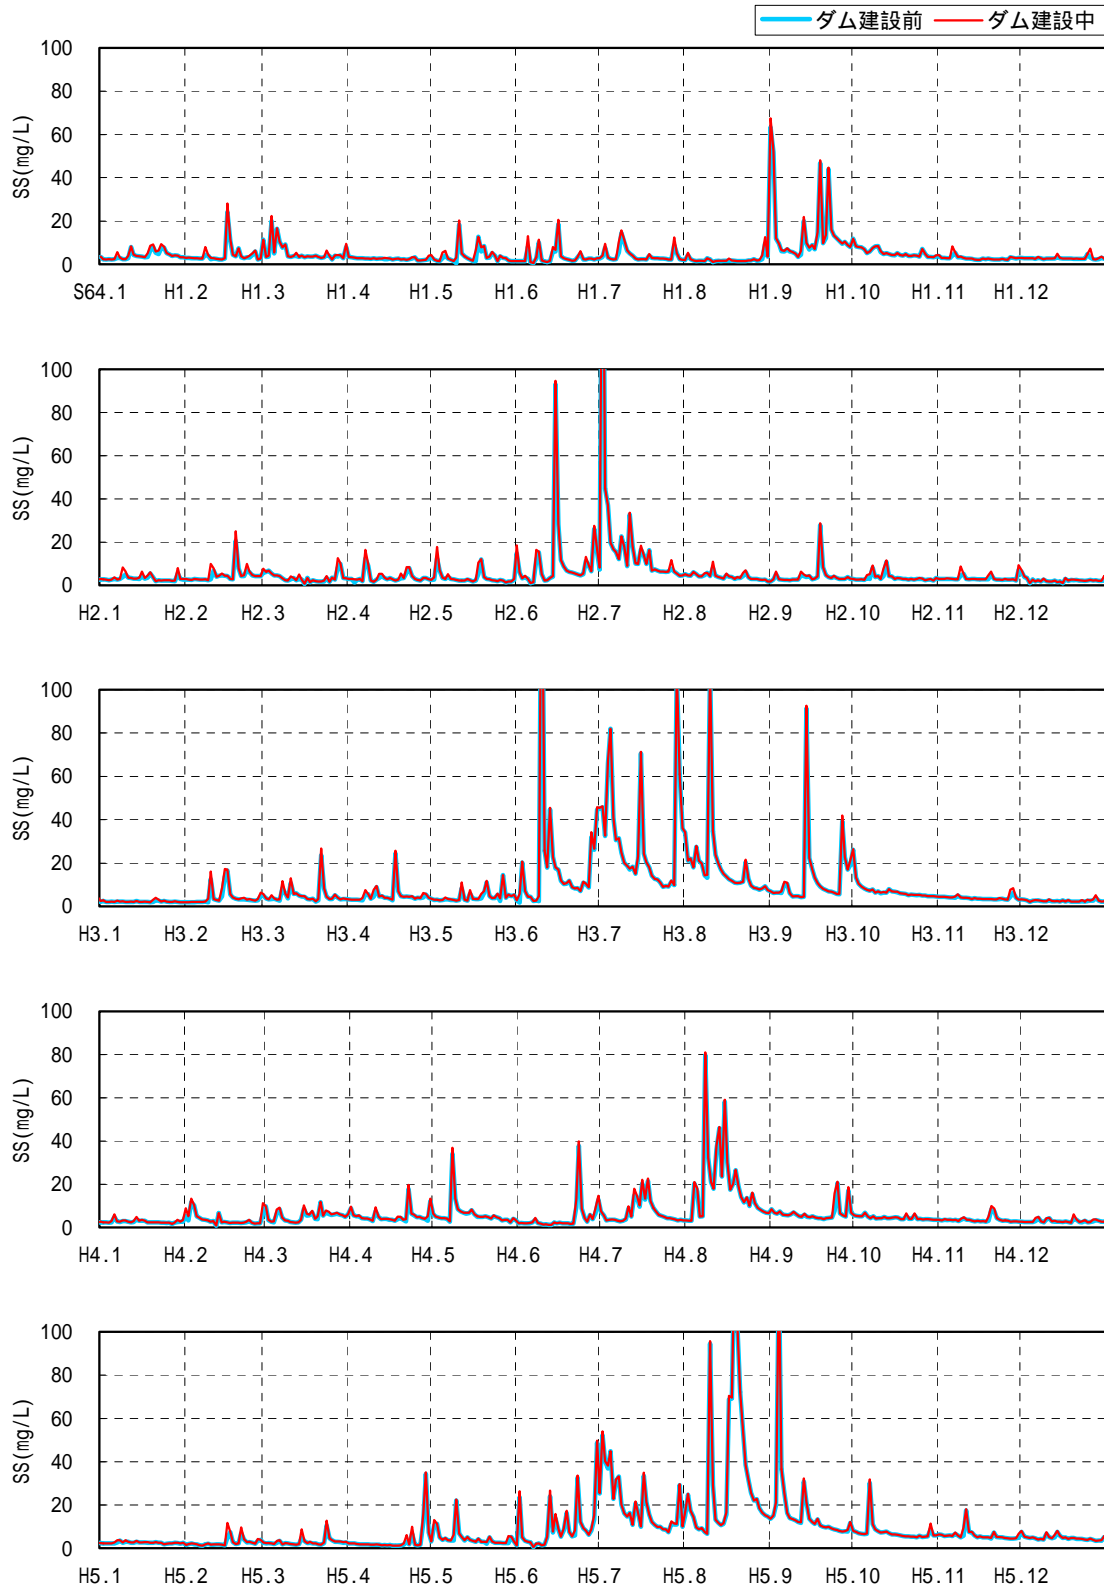 ダム建設前 ダム建設中
100
80
60
40
20
0
SS(mg/L)
S64.1 H1.2 H1.3 H1.4 H1.5 H1.6 H1.7 H1.8 H1.9 H1.10 H1.11 H1.12
100
80
60
40
20
0
SS(mg/L)
H2.1 H2.2 H2.3 H2.4 H2.5 H2.6 H2.7 H2.8 H2.9 H2.10 H2.11 H2.12
100
80
60
40
20
0
SS(mg/L)
H3.1 H3.2 H3.3 H3.4 H3.5 H3.6 H3.7 H3.8 H3.9 H3.10 H3.11 H3.12
100
80
60
40
20
0
SS(mg/L)
H4.1 H4.2 H4.3 H4.4 H4.5 H4.6 H4.7 H4.8 H4.9 H4.10 H4.11 H4.12
100
80
60
40
20
0
SS(mg/L)
H5.1 H5.2 H5.3 H5.4 H5.5 H5.6 H5.7 H5.8 H5.9 H5.10 H5.11 H5.12